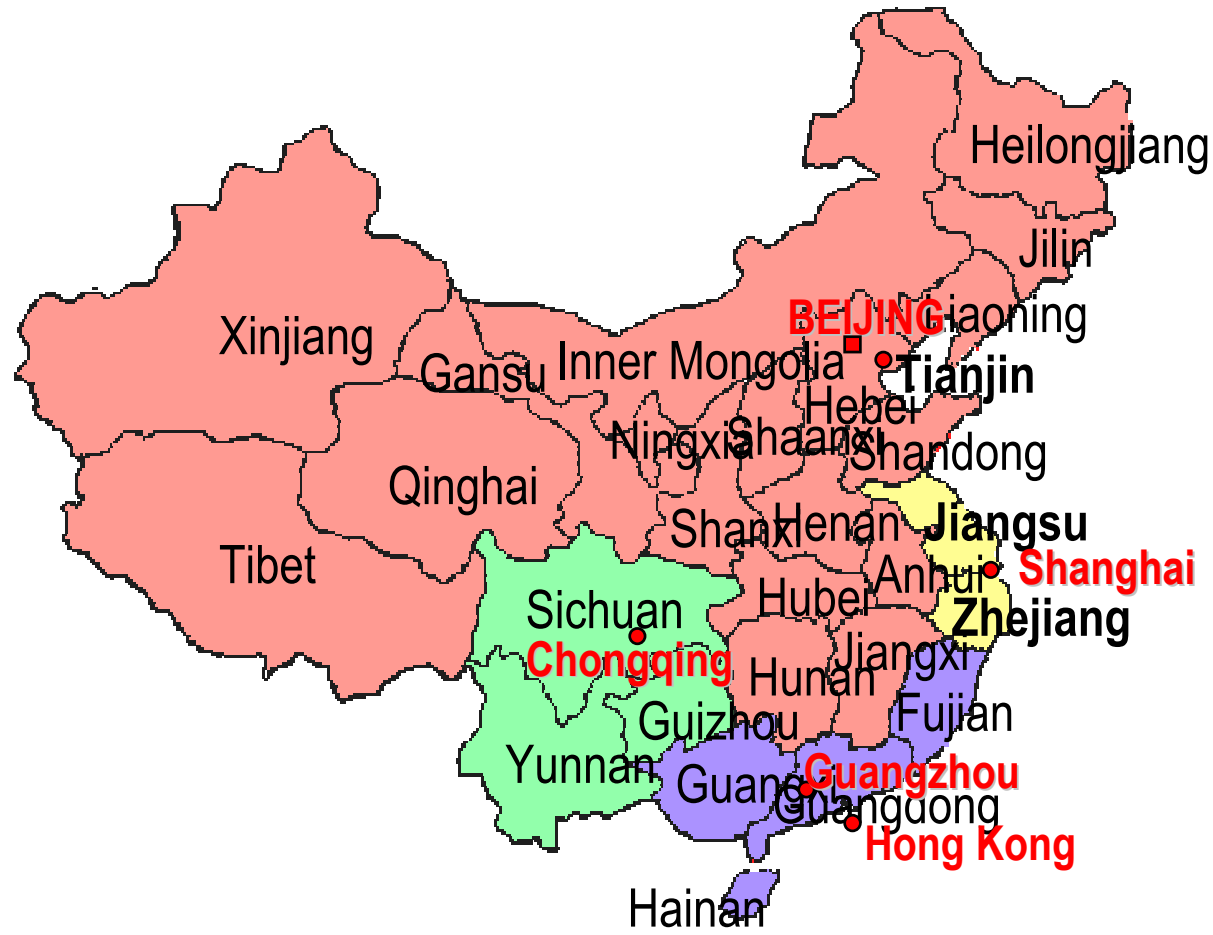 Heilongjiang
Jilin
Liaoning
BEIJING
Xinjiang
Gansu
Inner Mongolia
Tianjin
Hebei
Ningxia
Shaanxi
Shandong
Qinghai
Shanxi
Henan
Jiangsu
Tibet
Anhui
Shanghai
Sichuan
Hubei
Zhejiang
Chongqing
Jiangxi
Hunan
Guizhou
Fujian
Yunnan
Guangxi
Guangzhou
Guangdong
Hong Kong
Hainan